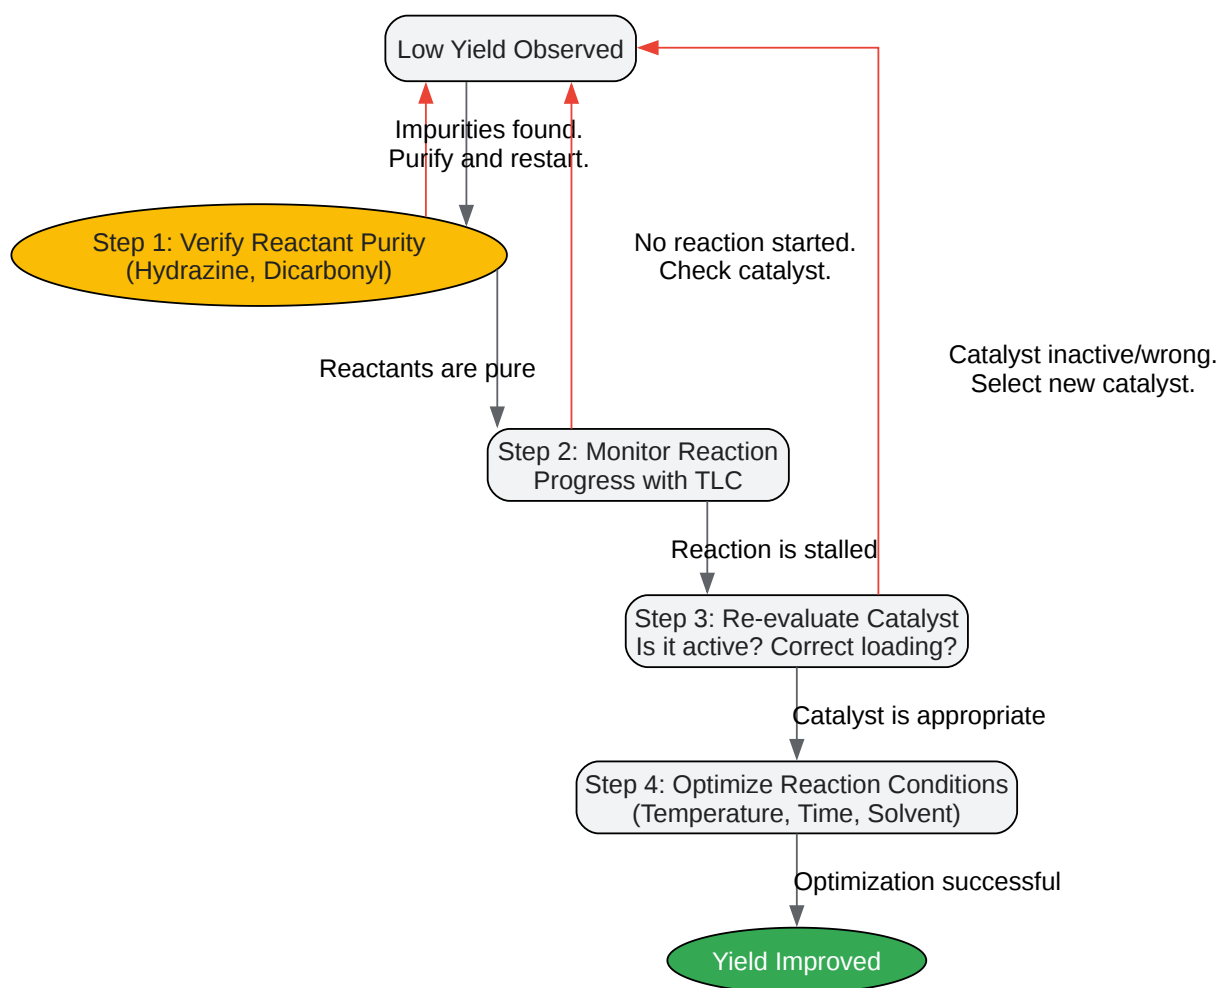 Low Yield Observed
Impurities found.
Purify and restart.
Step 1: Verify Reactant Purity
(Hydrazine, Dicarbonyl)
No reaction started.
Check catalyst.
Reactants are pure
Catalyst inactive/wrong.
Select new catalyst.
Step 2: Monitor Reaction
Progress with TLC
Reaction is stalled
Step 3: Re-evaluate Catalyst
Is it active? Correct loading?
Catalyst is appropriate
Step 4: Optimize Reaction Conditions
(Temperature, Time, Solvent)
Optimization successful
Yield Improved